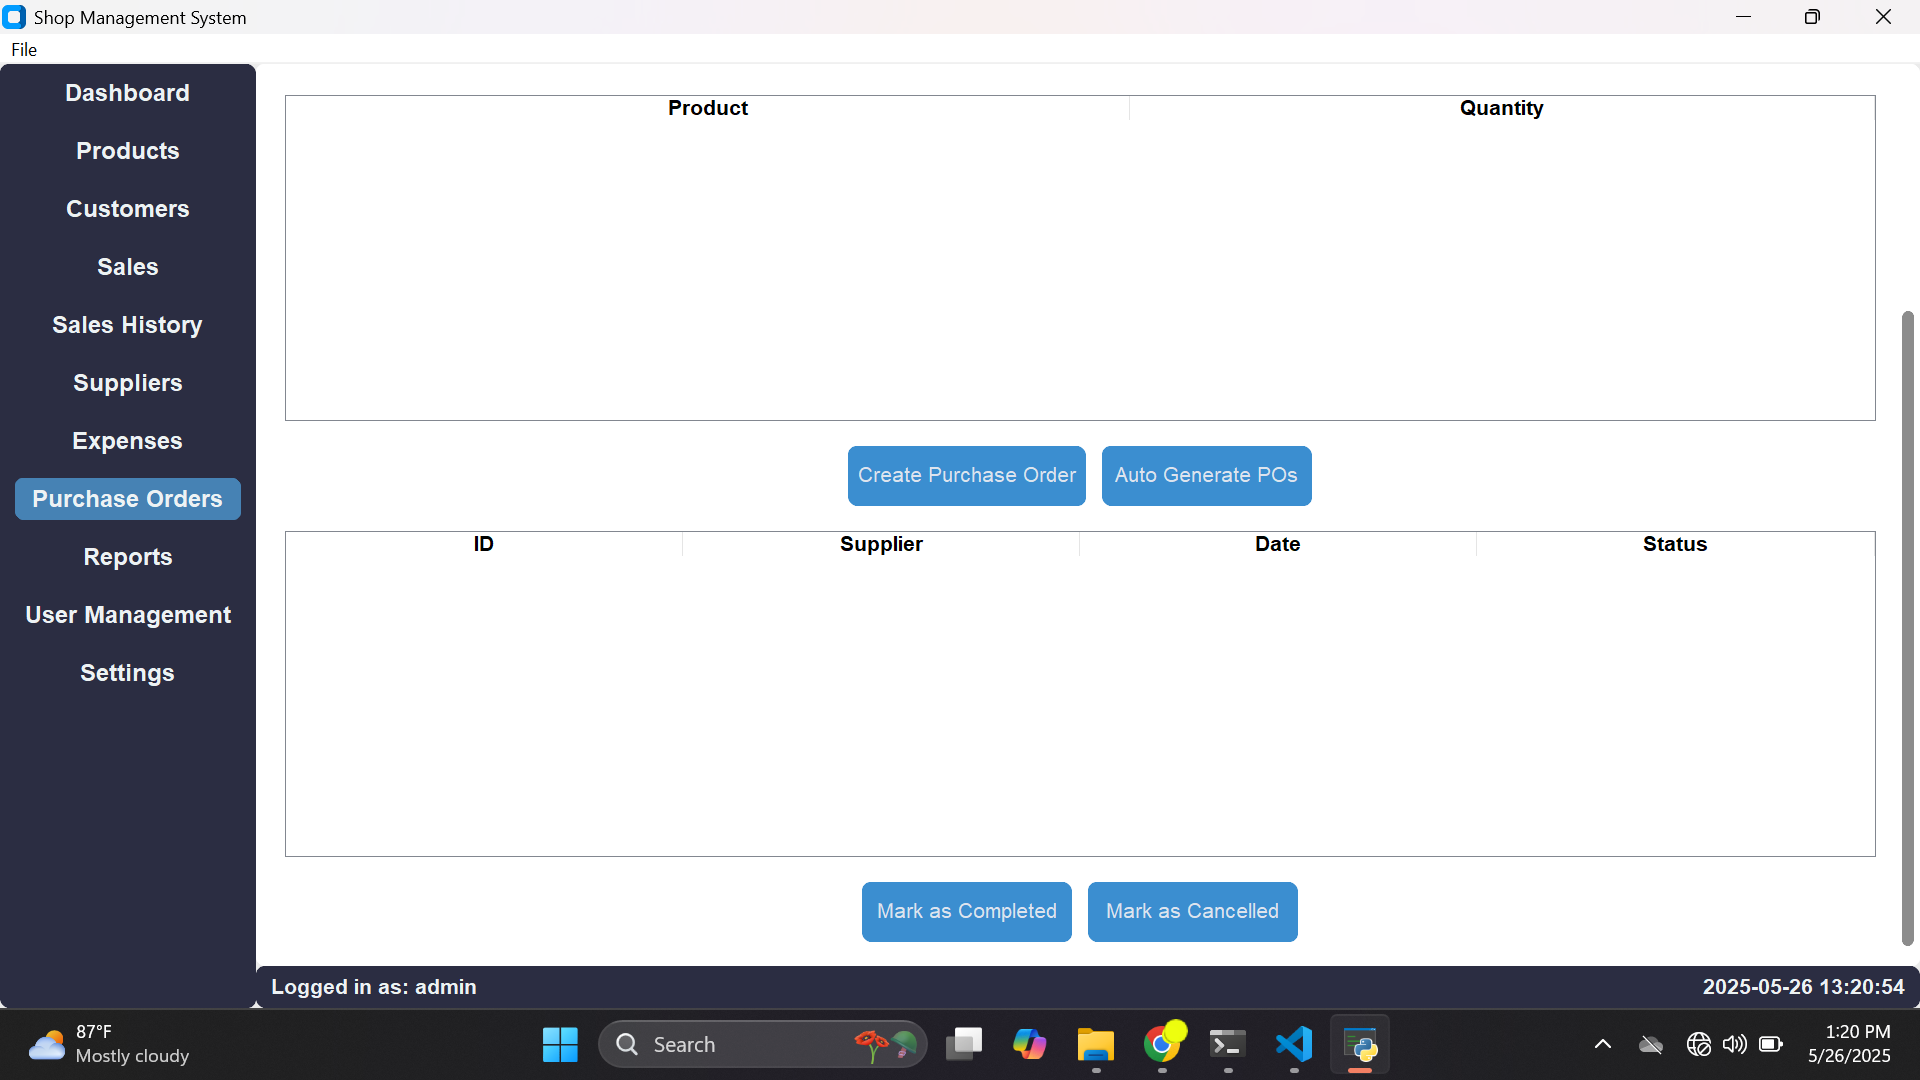 Shop Management System
File
Dashboard
Products
Customers
Sales
Sales History
Suppliers
Expenses
Purchase Orders
Reports
User Management
Settings
Product Quantity
Create Purchase Order Auto Generate POs
ID Supplier Date Status
Mark as Completed Mark as Cancelled
Logged in as: admin 2025-05-26 13:20:54
87°F
Mostly cloudy
Search
1:20 PM
5/26/2025